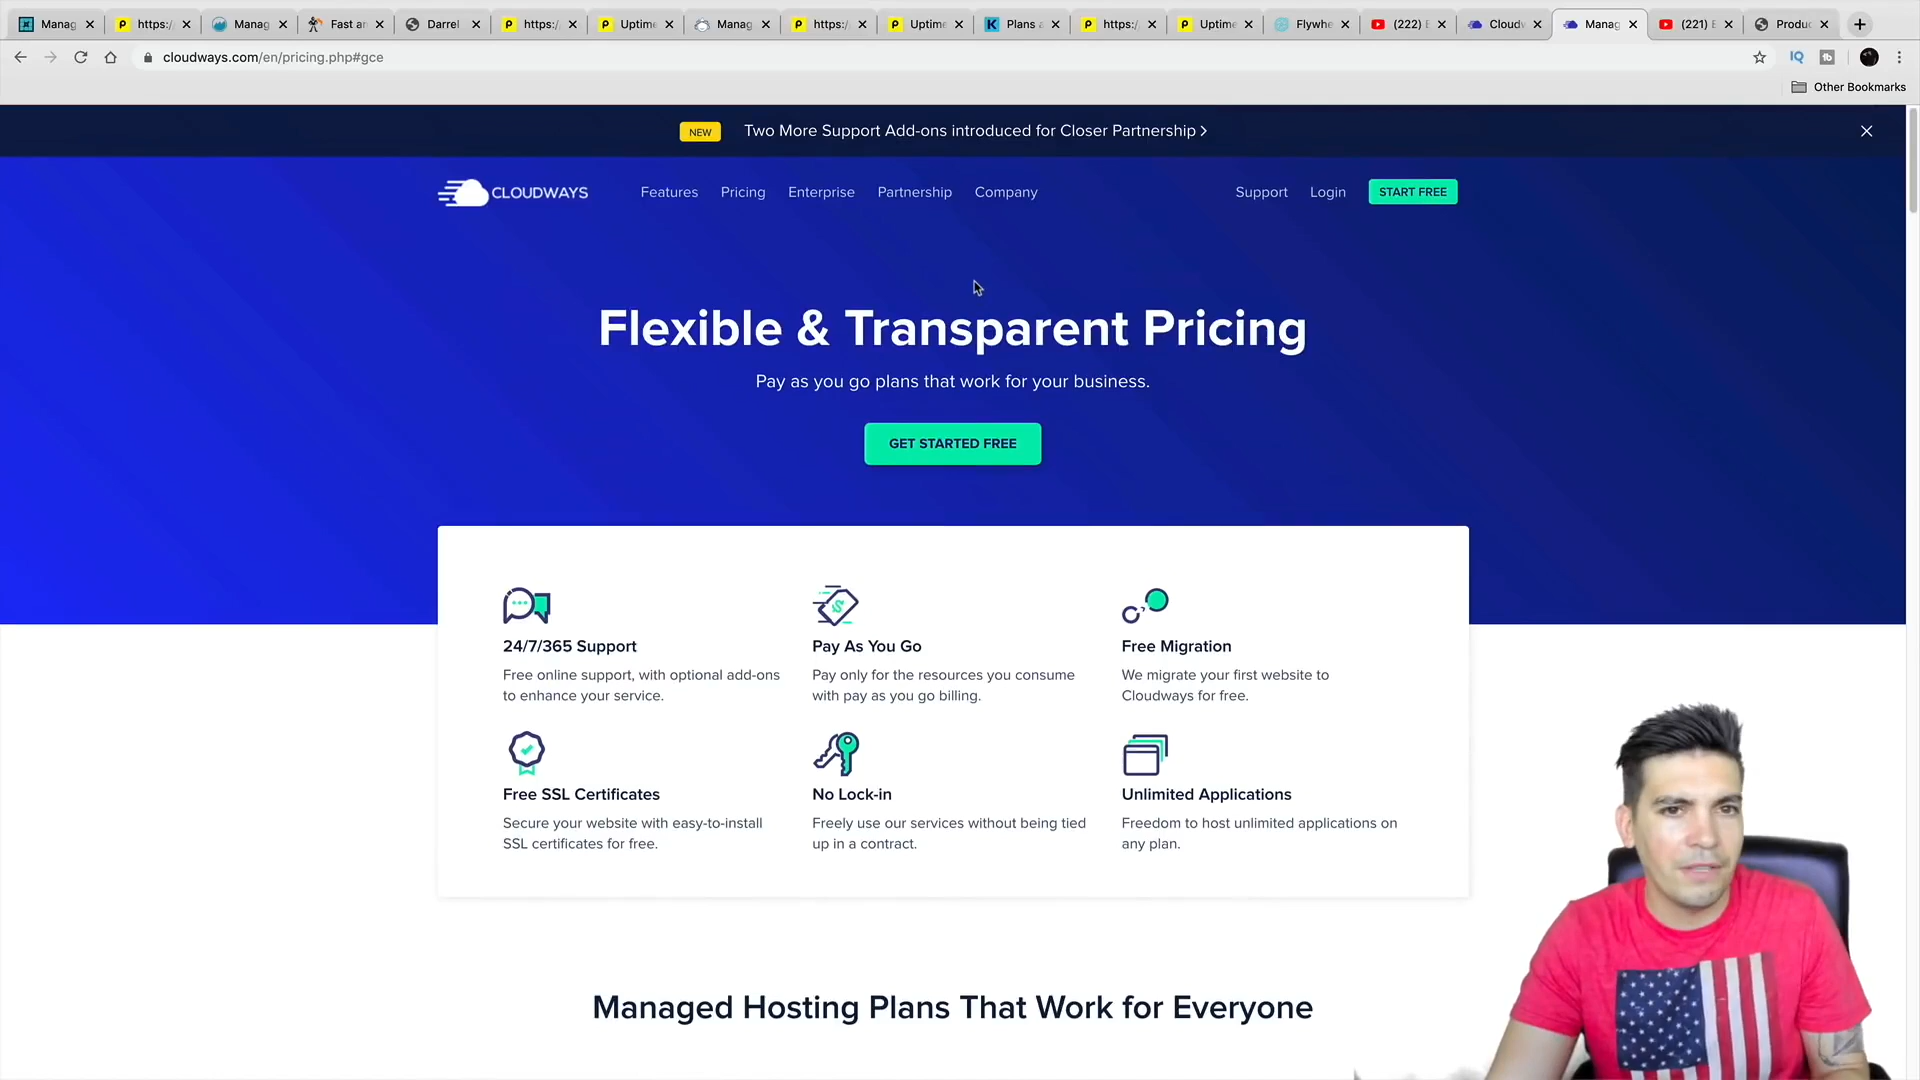 Manag
https:/
Manag
Fast an
Darrel
https:/
Uptime
Manag
https:/
Uptime
Plans a
https:/
Uptime
Flywhe
(222) E
Cloudw
Manag
(221) E
Produc
cloudways.com/en/pricing.php#gce
IQ
Other Bookmarks
NEW Two More Support Add-ons introduced for Closer Partnership >
CLOUDWAYS Features Pricing Enterprise Partnership Company Support Login START FREE
Flexible & Transparent Pricing
Pay as you go plans that work for your business.
GET STARTED FREE
24/7/365 Support
Free online support, with optional add-ons
to enhance your service.
Pay As You Go
Pay only for the resources you consume
with pay as you go billing.
Free Migration
We migrate your first website to
Cloudways for free.
Free SSL Certificates
Secure your website with easy-to-install
SSL certificates for free.
No Lock-in
Freely use our services without being tied
up in a contract.
Unlimited Applications
Freedom to host unlimited applications on
any plan.
Managed Hosting Plans That Work for Everyone